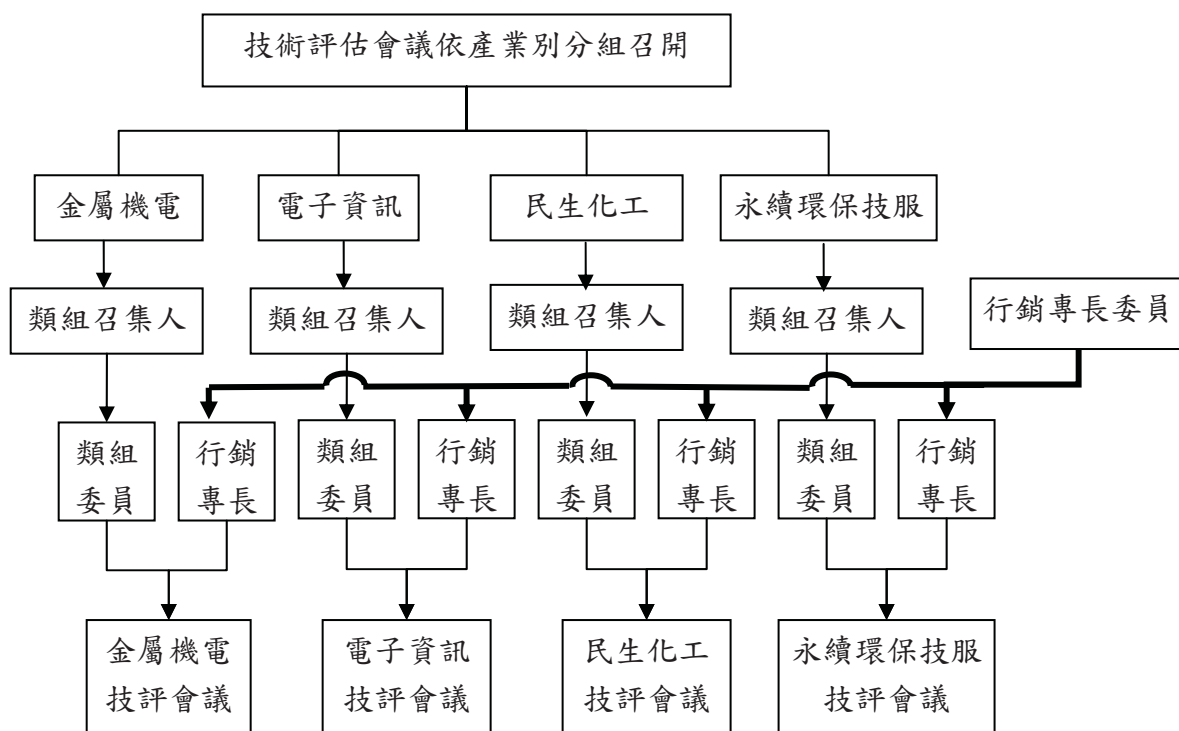 技術評估會議依產業別分組召開
金屬機電
電子資訊
民生化工
永續環保技服
類組召集人
類組召集人
類組召集人
類組召集人
行銷專長委員
類組
委員
行銷
專長
類組
委員
行銷
專長
類組
委員
行銷
專長
類組
委員
行銷
專長
金屬機電
技評會議
電子資訊
技評會議
民生化工
技評會議
永續環保技服
技評會議